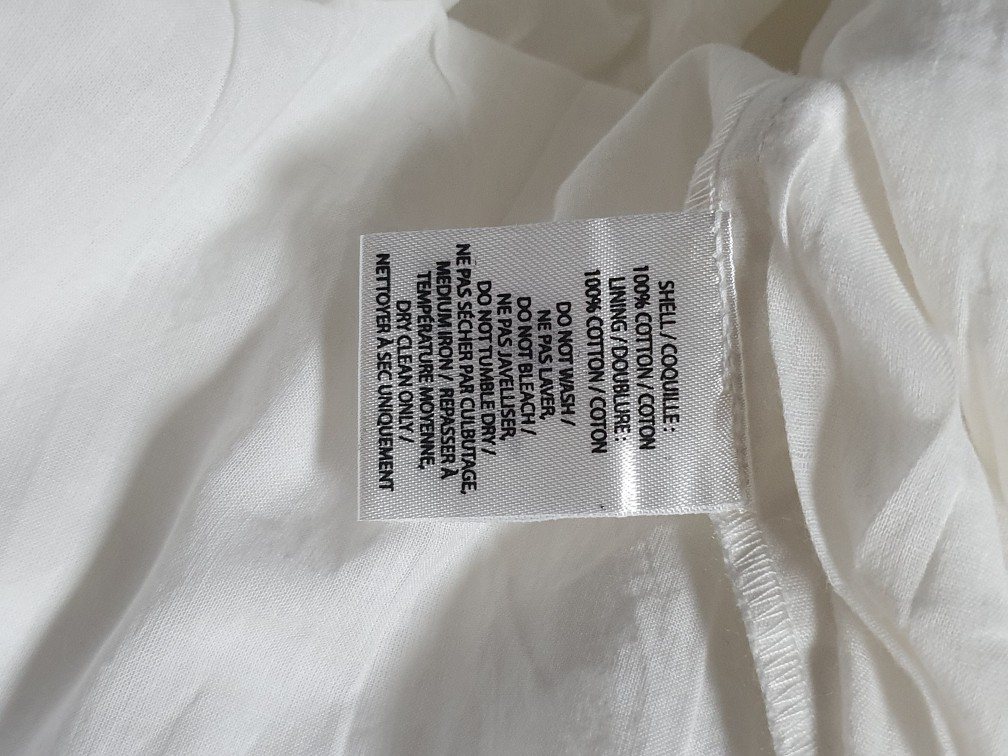 SHELL / COQUILLE :
100% COTTON / COTON
LINING / DOUBLURE :
100% COTTON / COTON
DO NOT WASH /
NE PAS LAVER,
DO NOT BLEACH /
NE PAS JAVELLISER,
DO NOT TUMBLE DRY /
NE PAS SÉCHER PAR CULBUTAGE,
MEDIUM IRON / REPASSER À
TEMPÉRATURE MOYENNE,
DRY CLEAN ONLY /
NETTOYER À SEC UNIQUEMENT